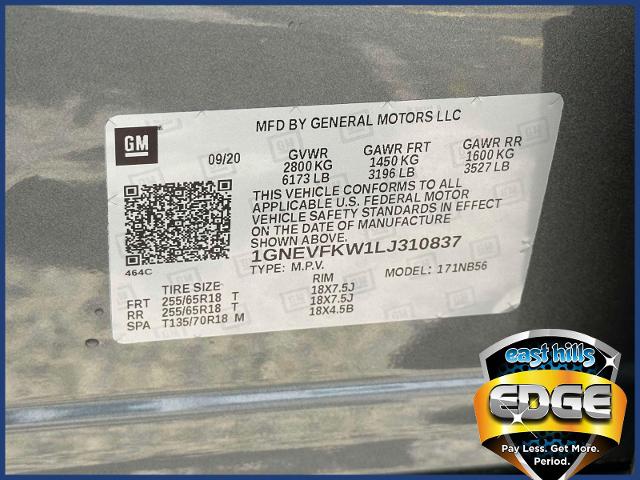 MFD BY GENERAL MOTORS LLC
GM
09/20 GVWR GAWR FRT GAWR RR
2800 KG 1450 KG 1600 KG
6173 LB 3196 LB 3527 LB
THIS VEHICLE CONFORMS TO ALL
APPLICABLE U.S. FEDERAL MOTOR
VEHICLE SAFETY STANDARDS IN EFFECT
ON THE DATE OF MANUFACTURE
SHOWN ABOVE.
1GNEVFKW1LJ310837
464C
TYPE: M.P.V. MODEL: 171NB56
TIRE SIZE RIM
FRT 255/65R18 T 18X7.5J
RR 255/65R18 T 18X7.5J
SPA T135/70R18 M 18X4.5B
east hills
EDGE
Pay Less. Get More.
Period.